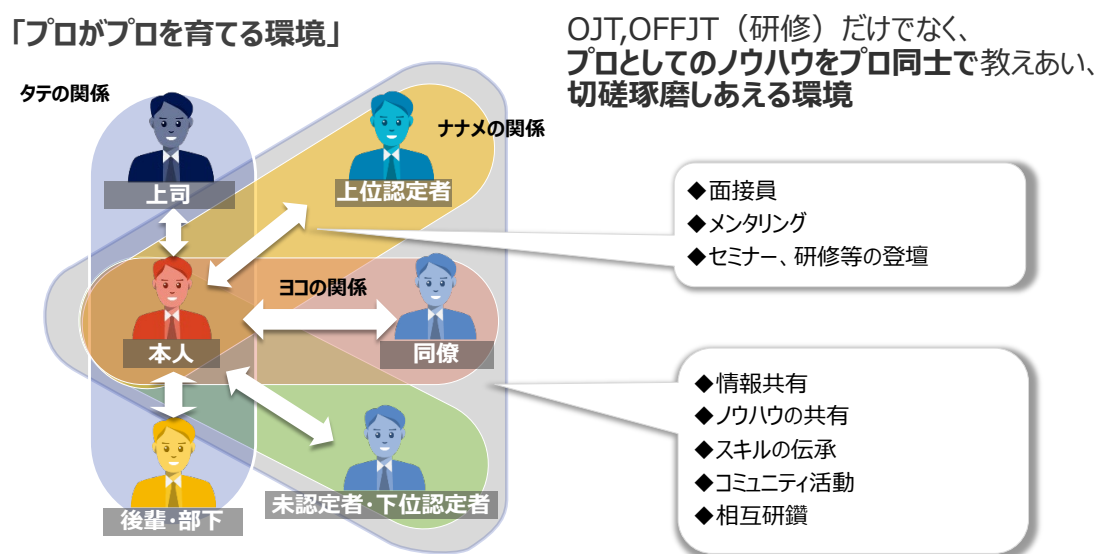 「プロがプロを育てる環境」
OJT,OFFJT（研修）だけでなく、
プロとしてのノウハウをプロ同士で教えあい、
切磋琢磨しあえる環境
タテの関係
ナナメの関係
上司
上位認定者
ヨコの関係
本人
同僚
後輩・部下
未認定者・下位認定者
◆面接員
◆メンタリング
◆セミナー、研修等の登壇
◆情報共有
◆ノウハウの共有
◆スキルの伝承
◆コミュニティ活動
◆相互研鑽